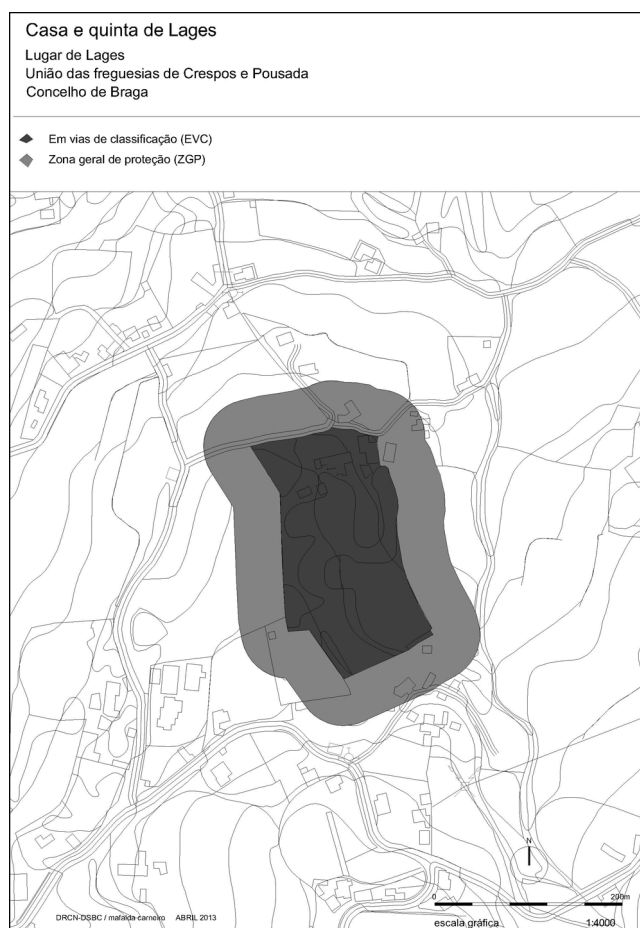 Casa e quinta de Lages
Lugar de Lages
União das freguesias de Crespos e Pousada
Concelho de Braga
Em vias de classificação (EVC)
Zona geral de proteção (ZGP)
N
0 200m
DRCN-DSBC / mafalda carneiro ABRIL 2013
escala gráfica 1:4000